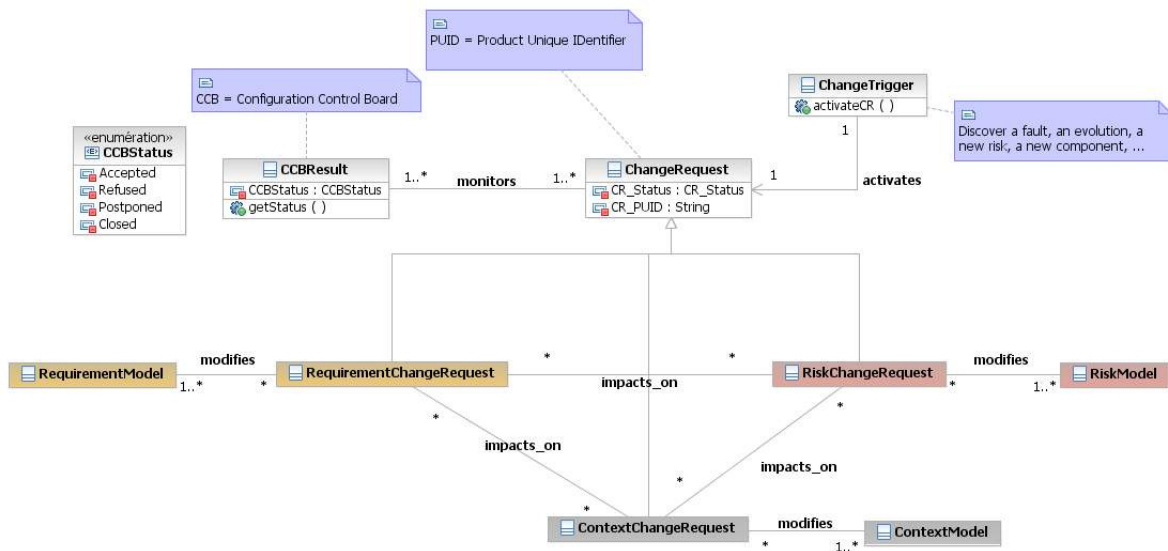 PUID = Product Unique IDentifier
CCB = Configuration Control Board
ChangeTrigger
activateCR ( )
Discover a fault, an evolution, a
new risk, a new component, ...
«enumération»
CCBStatus
Accepted
Refused
Postponed
Closed
CCBResult
CCBStatus : CCBStatus
getStatus ( )
1..*
monitors
1..*
ChangeRequest
CR_Status : CR_Status
CR_PUID : String
1
1
activates
RequirementModel
1..*
modifies
*
RequirementChangeRequest
*
impacts_on
*
RiskChangeRequest
*
modifies
1..*
RiskModel
*
impacts_on
*
*
impacts_on
*
ContextChangeRequest
*
modifies
1..*
ContextModel